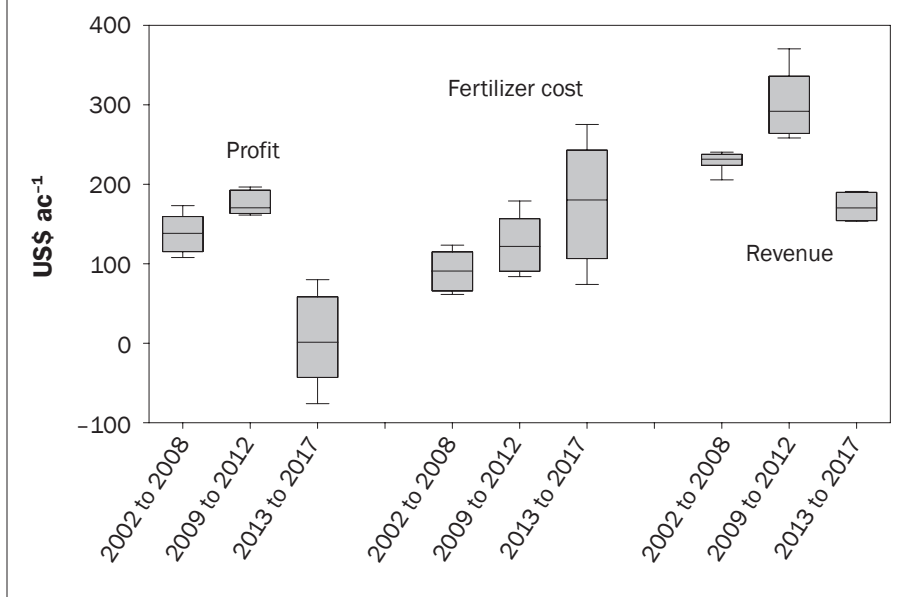 400
300
200
100
0
–100
US$ ac⁻¹
Profit
Fertilizer cost
Revenue
2002 to 2008
2009 to 2012
2013 to 2017
2002 to 2008
2009 to 2012
2013 to 2017
2002 to 2008
2009 to 2012
2013 to 2017